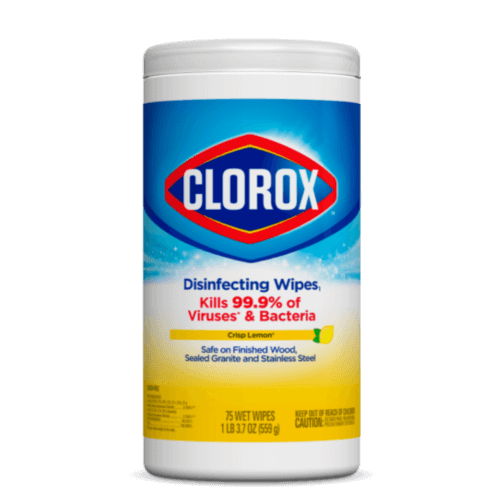 CLOROX
Disinfecting Wipes₁
Kills 99.9% of
Viruses* & Bacteria
Crisp Lemon
Safe on Finished Wood,
Sealed Granite and Stainless Steel
75 WET WIPES
1 LB 3.7 OZ (559 g)
KEEP OUT OF REACH OF CHILDREN
CAUTION: